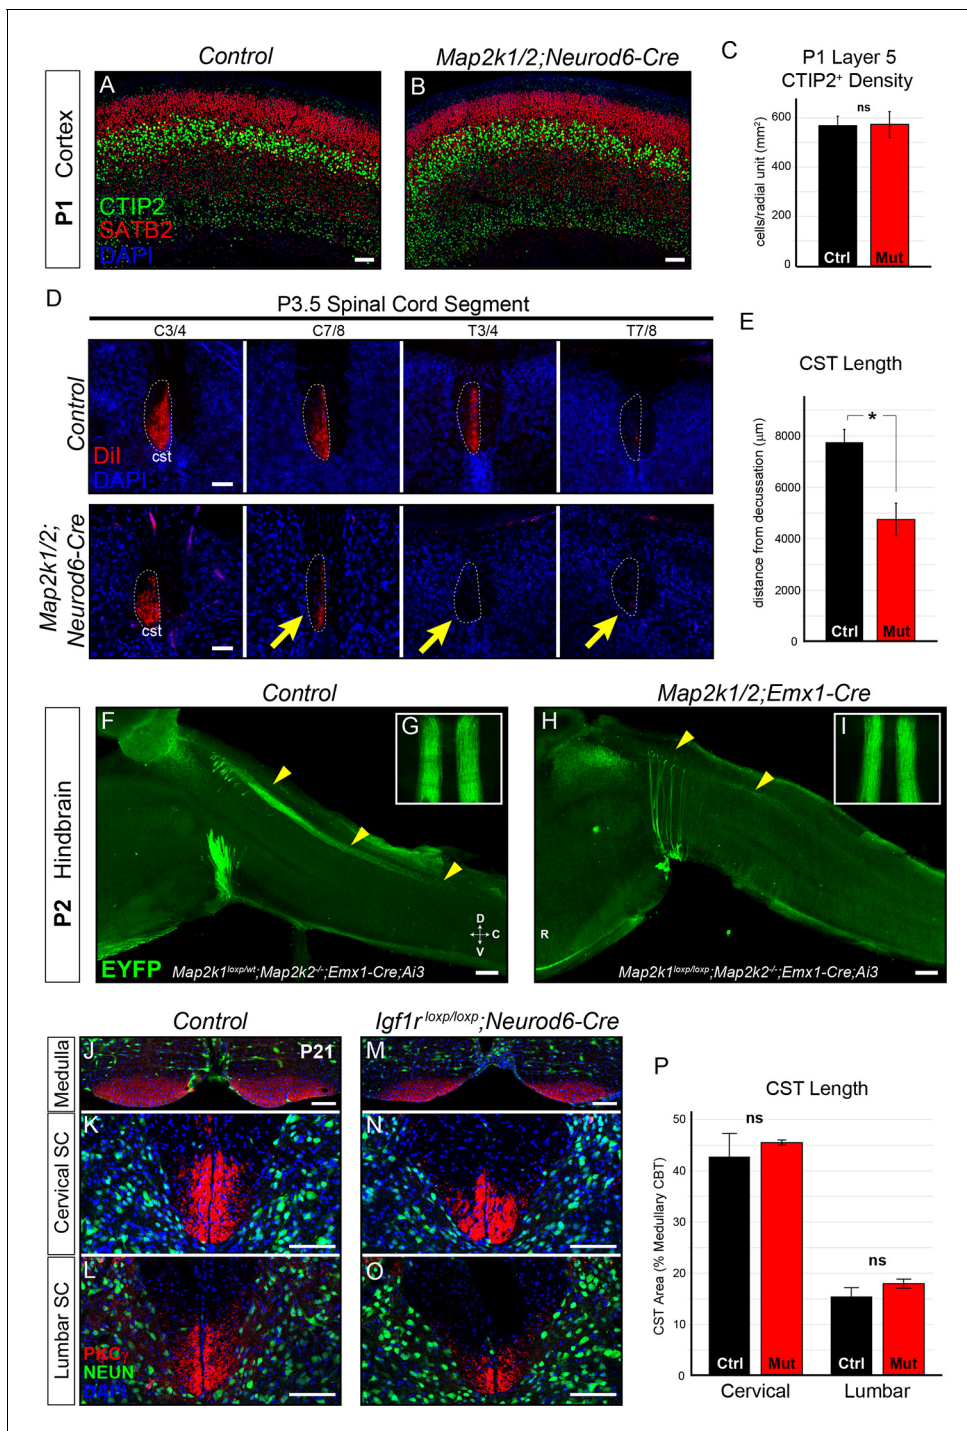 Control
Map2k1/2;Neurod6-Cre
P1 Cortex
A
CTIP2
SATB2
DAPI
B
C
P1 Layer 5
CTIP2+ Density
cells/radial unit (mm2)
600
400
200
0
ns
Ctrl
Mut
D
P3.5 Spinal Cord Segment
C3/4
C7/8
T3/4
T7/8
Control
DiI
DAPI
cst
Map2k1/2;
Neurod6-Cre
cst
E
CST Length
distance from decussation (μm)
8000
6000
4000
2000
0
*
Ctrl
Mut
Control
Map2k1/2;Emx1-Cre
P2 Hindbrain
F
G
D
C
V
EYFP
Map2k1loxp/wt;Map2k2-/-;Emx1-Cre;Ai3
H
I
R
Map2k1loxp/loxp;Map2k2-/-;Emx1-Cre;Ai3
Control
Igf1r loxp/loxp;Neurod6-Cre
Medulla
J
P21
M
Cervical SC
K
N
Lumbar SC
L
PKCγ
NEUN
DAPI
O
P
CST Length
CST Area (% Medullary CBT)
50
40
30
50
20
10
0
ns
ns
Ctrl
Mut
Ctrl
Mut
Cervical
Lumbar